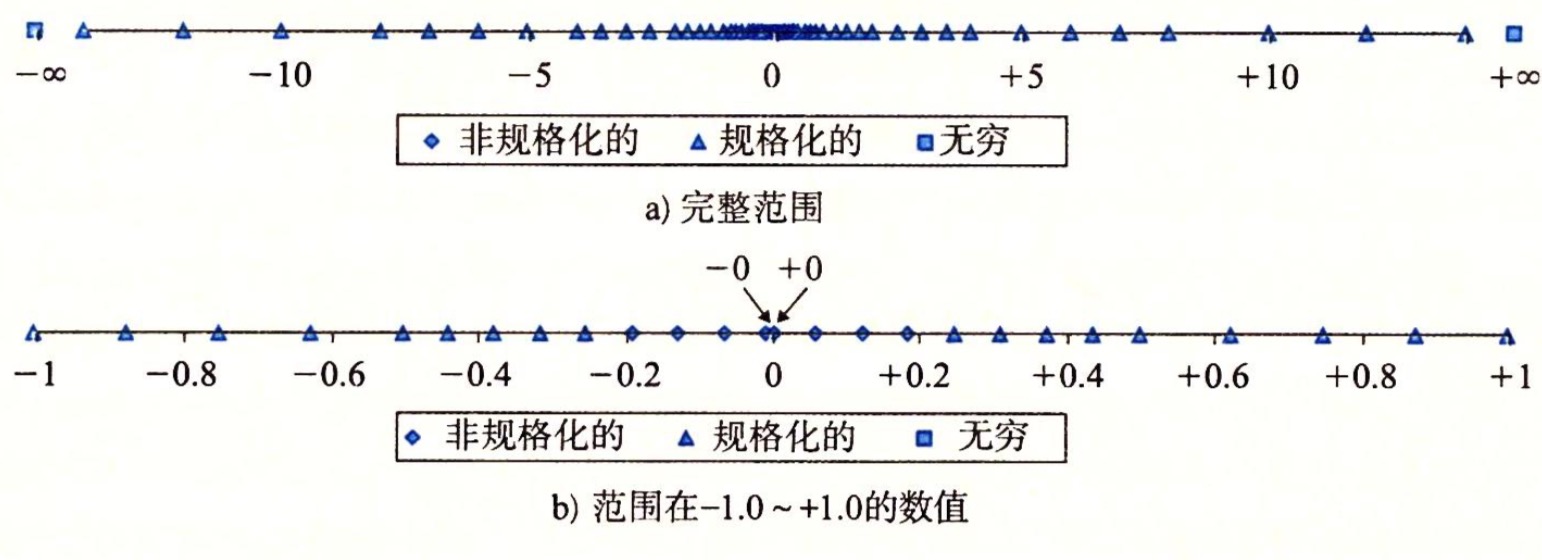 −∞ −10 −5 0 +5 +10 +∞
非规格化的 规格化的 无穷
a) 完整范围
−0 +0
−1 −0.8 −0.6 −0.4 −0.2 0 +0.2 +0.4 +0.6 +0.8 +1
非规格化的 规格化的 无穷
b) 范围在−1.0～+1.0的数值